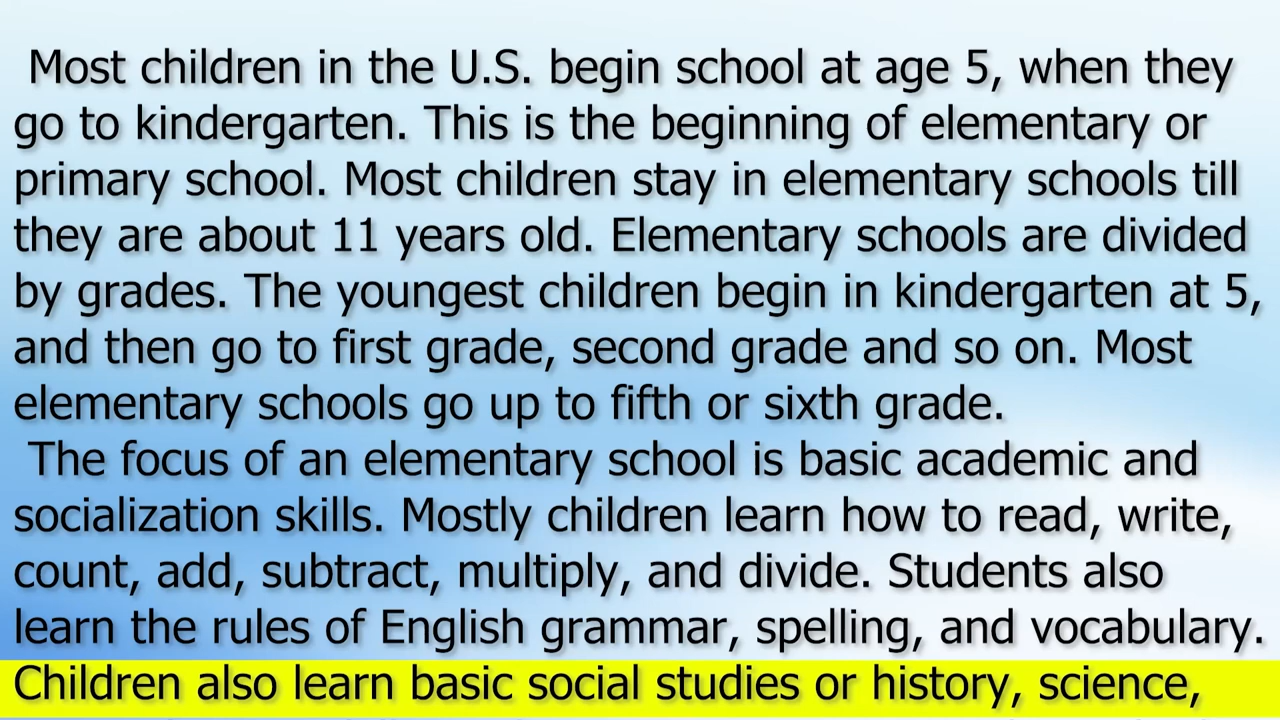 Most children in the U.S. begin school at age 5, when they
go to kindergarten. This is the beginning of elementary or
primary school. Most children stay in elementary schools till
they are about 11 years old. Elementary schools are divided
by grades. The youngest children begin in kindergarten at 5,
and then go to first grade, second grade and so on. Most
elementary schools go up to fifth or sixth grade.
The focus of an elementary school is basic academic and
socialization skills. Mostly children learn how to read, write,
count, add, subtract, multiply, and divide. Students also
learn the rules of English grammar, spelling, and vocabulary.
Children also learn basic social studies or history, science,